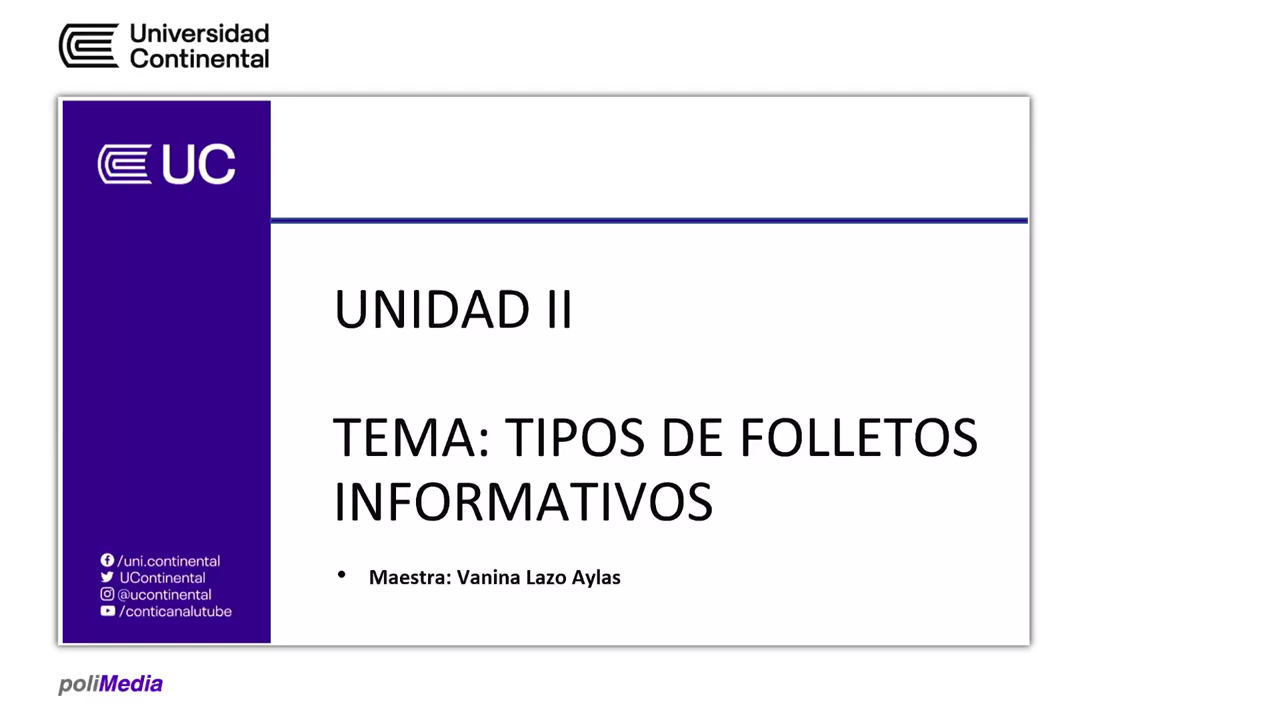 Universidad
Continental
UC
UNIDAD II
TEMA: TIPOS DE FOLLETOS
INFORMATIVOS
• Maestra: Vanina Lazo Aylas
/uni.continental
UContinental
@ucontinental
/conticanalutube
poliMedia